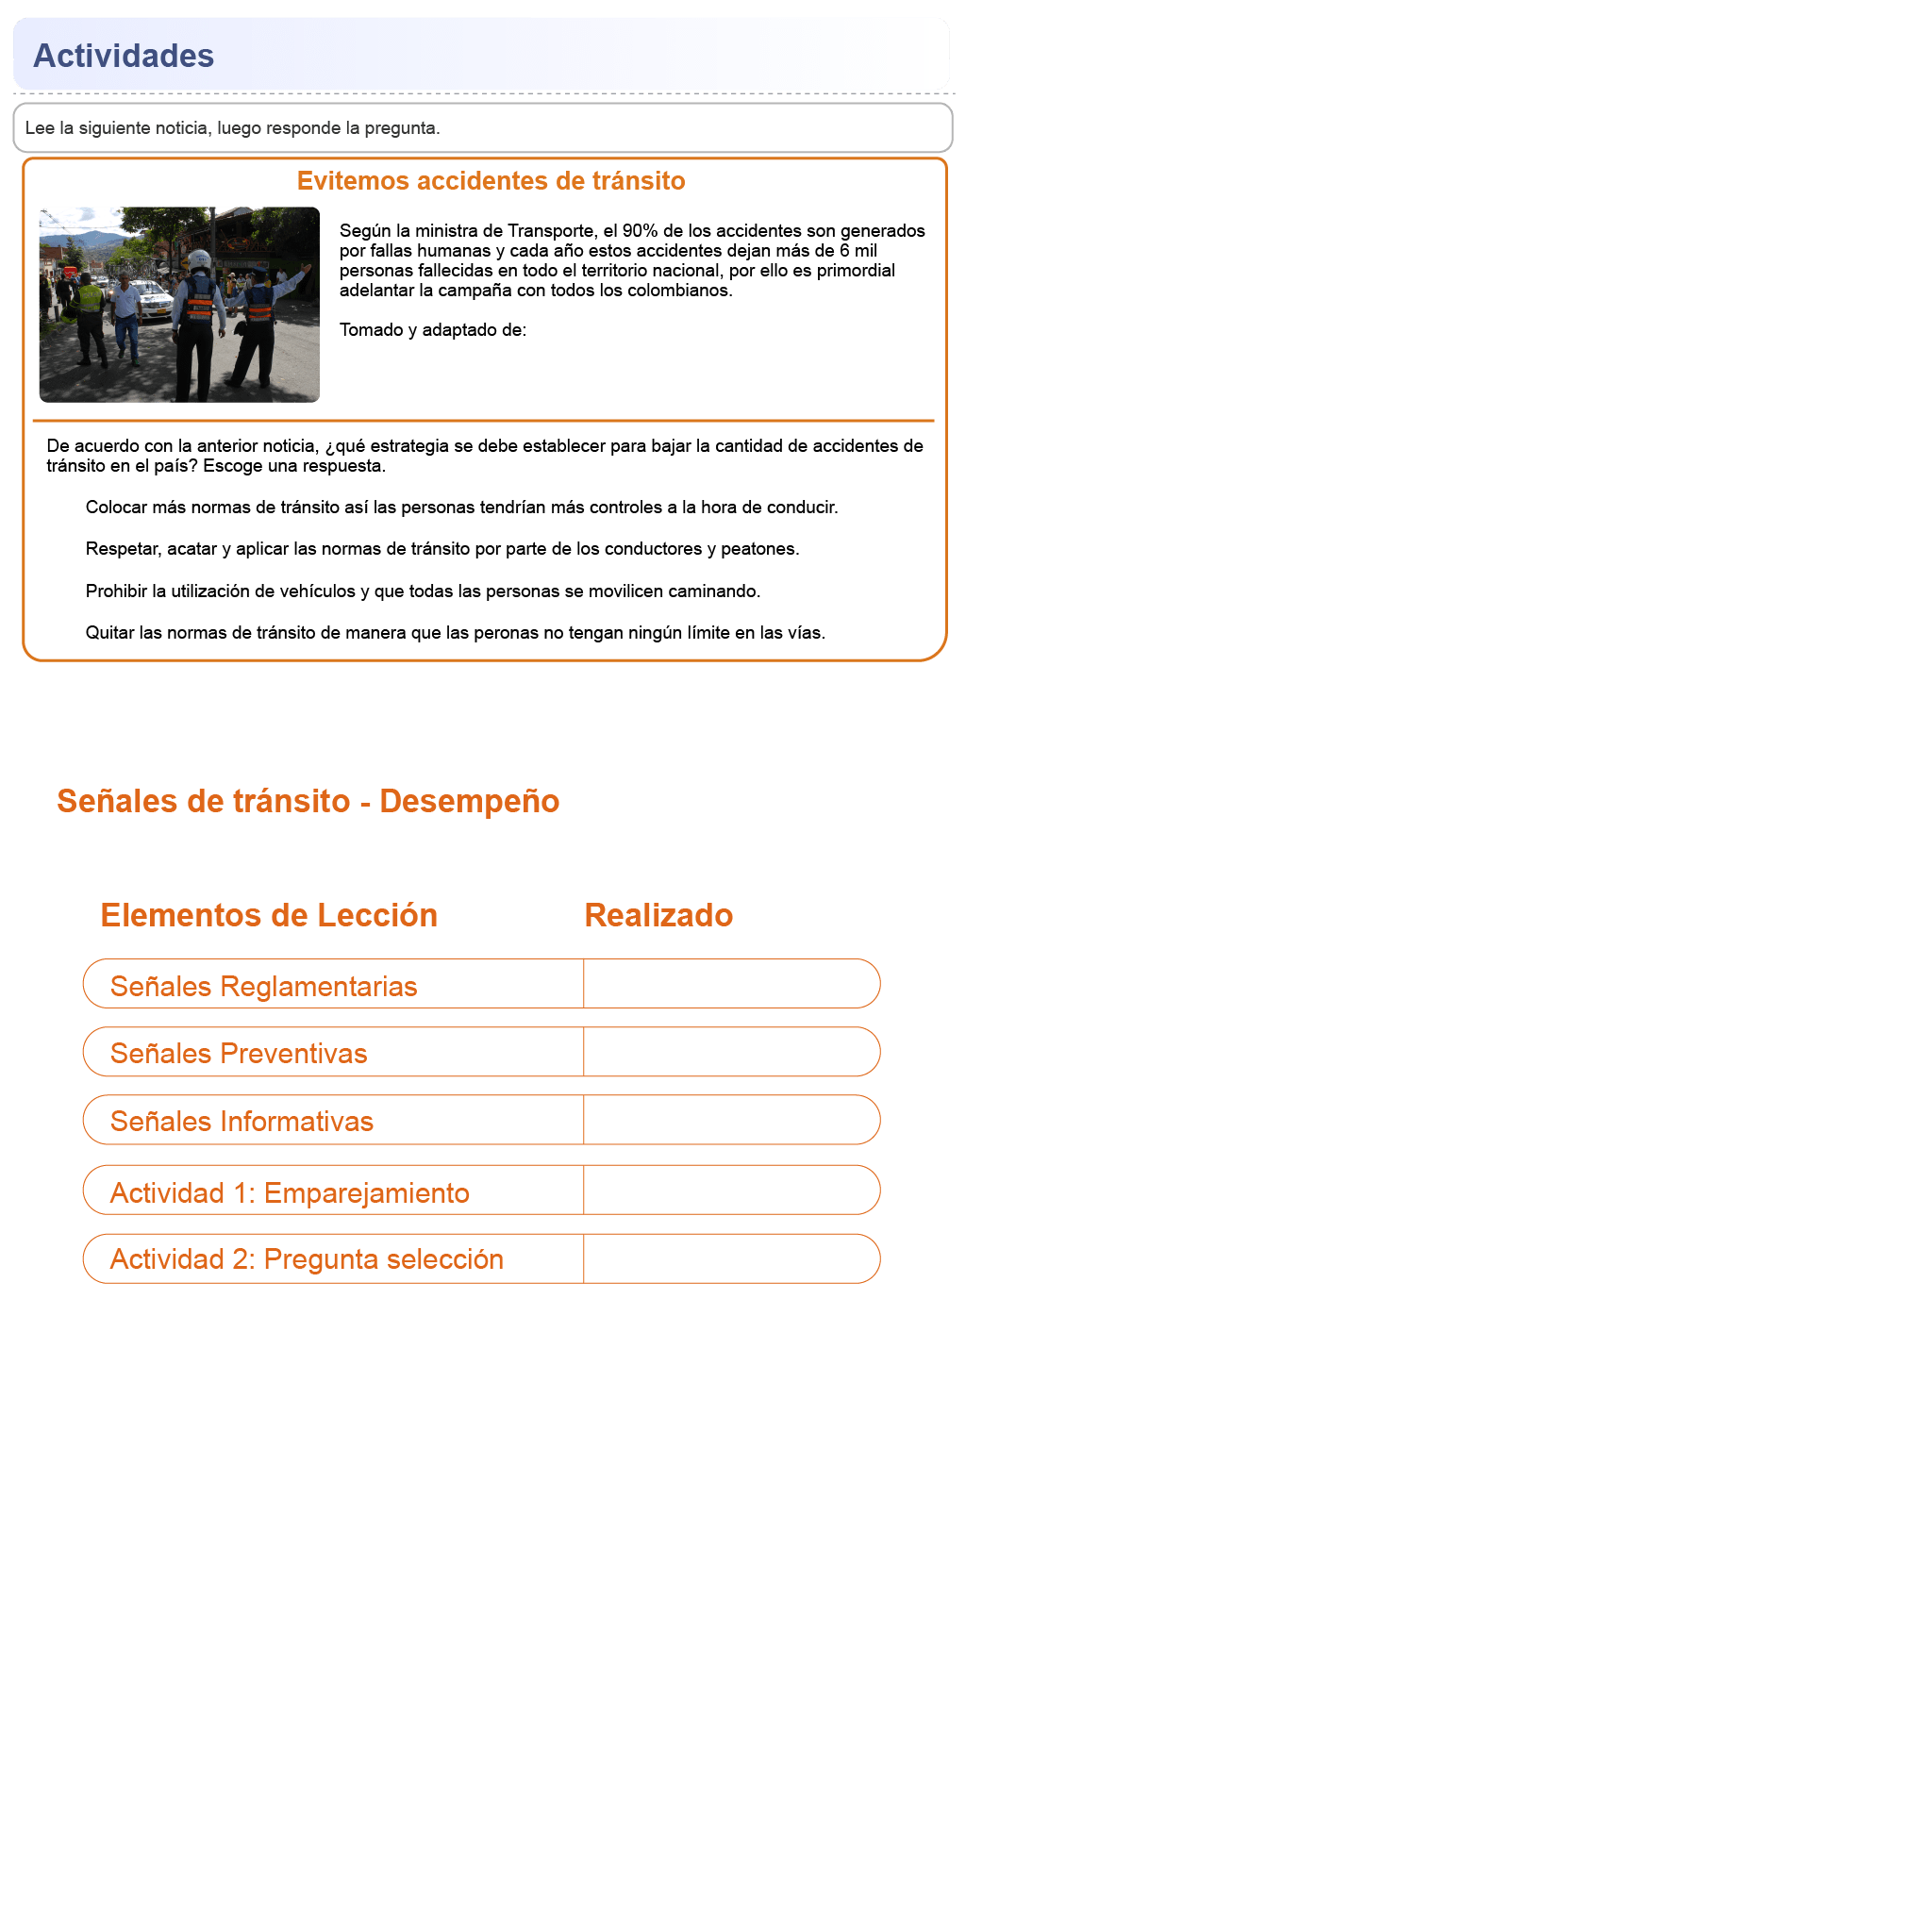 Actividades
Lee la siguiente noticia, luego responde la pregunta.
Evitemos accidentes de tránsito
Según la ministra de Transporte, el 90% de los accidentes son generados
por fallas humanas y cada año estos accidentes dejan más de 6 mil
personas fallecidas en todo el territorio nacional, por ello es primordial
adelantar la campaña con todos los colombianos.
Tomado y adaptado de:
De acuerdo con la anterior noticia, ¿qué estrategia se debe establecer para bajar la cantidad de accidentes de
tránsito en el país? Escoge una respuesta.
Colocar más normas de tránsito así las personas tendrían más controles a la hora de conducir.
Respetar, acatar y aplicar las normas de tránsito por parte de los conductores y peatones.
Prohibir la utilización de vehículos y que todas las personas se movilicen caminando.
Quitar las normas de tránsito de manera que las peronas no tengan ningún límite en las vías.
Señales de tránsito - Desempeño
Elementos de Lección Realizado
Señales Reglamentarias
Señales Preventivas
Señales Informativas
Actividad 1: Emparejamiento
Actividad 2: Pregunta selección